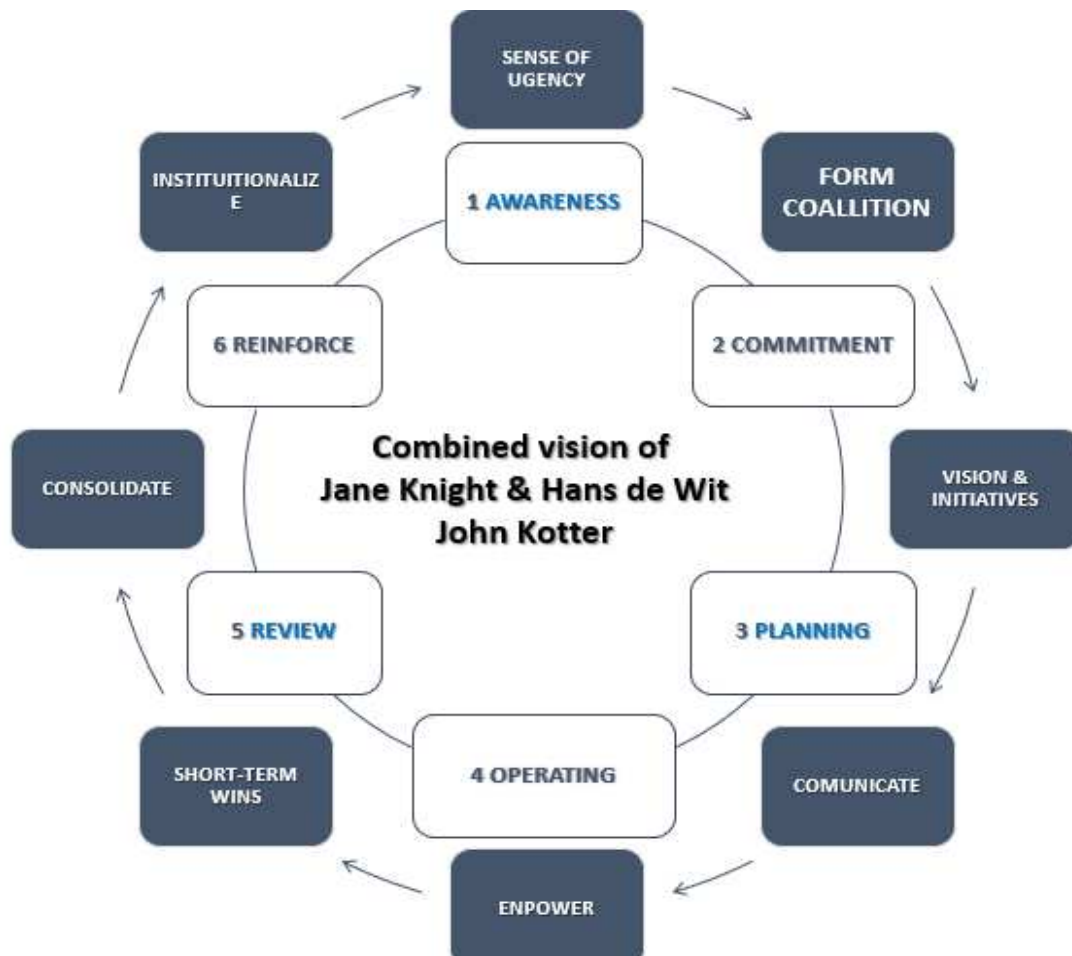 SENSE OF
UGENCY
INSTITUITIONALIZ
E
FORM
COALLITION
1 AWARENESS
6 REINFORCE
2 COMMITMENT
Combined vision of
Jane Knight & Hans de Wit
John Kotter
CONSOLIDATE
VISION &
INITIATIVES
5 REVIEW
3 PLANNING
SHORT-TERM
WINS
4 OPERATING
COMUNICATE
ENPOWER